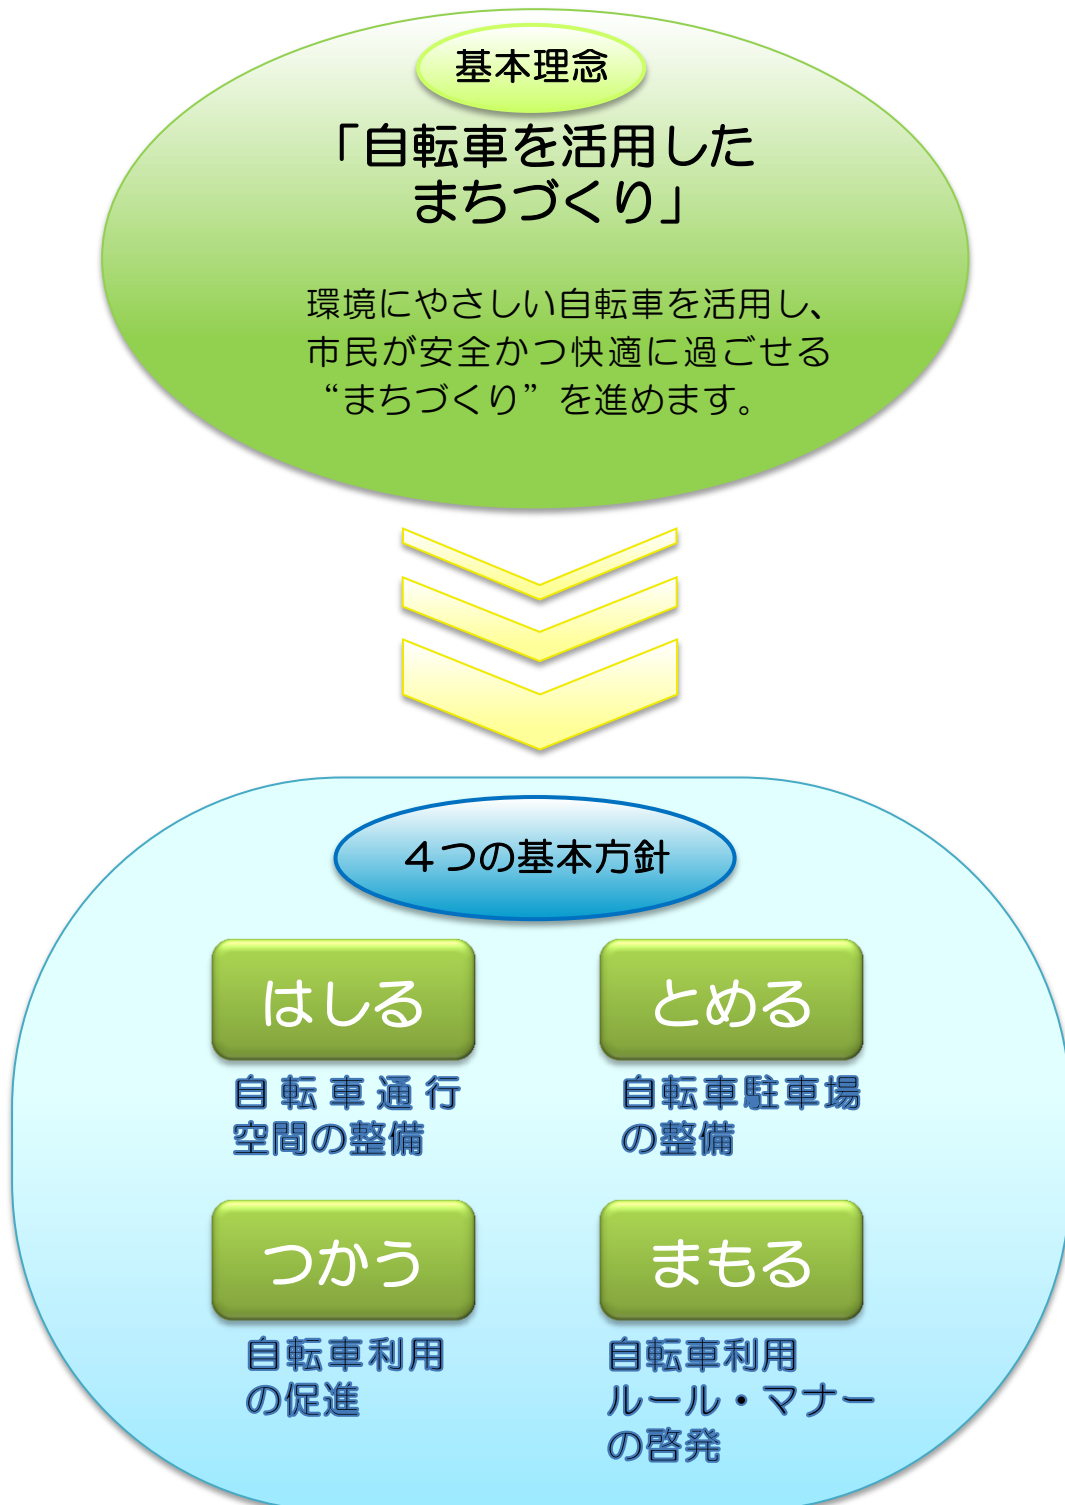 基本理念
「自転車を活用した
まちづくり」
環境にやさしい自転車を活用し、
市民が安全かつ快適に過ごせる
“まちづくり”を進めます。
４つの基本方針
はしる
自転車通行
空間の整備
とめる
自転車駐車場
の整備
つかう
自転車利用
の促進
まもる
自転車利用
ルール・マナー
の啓発